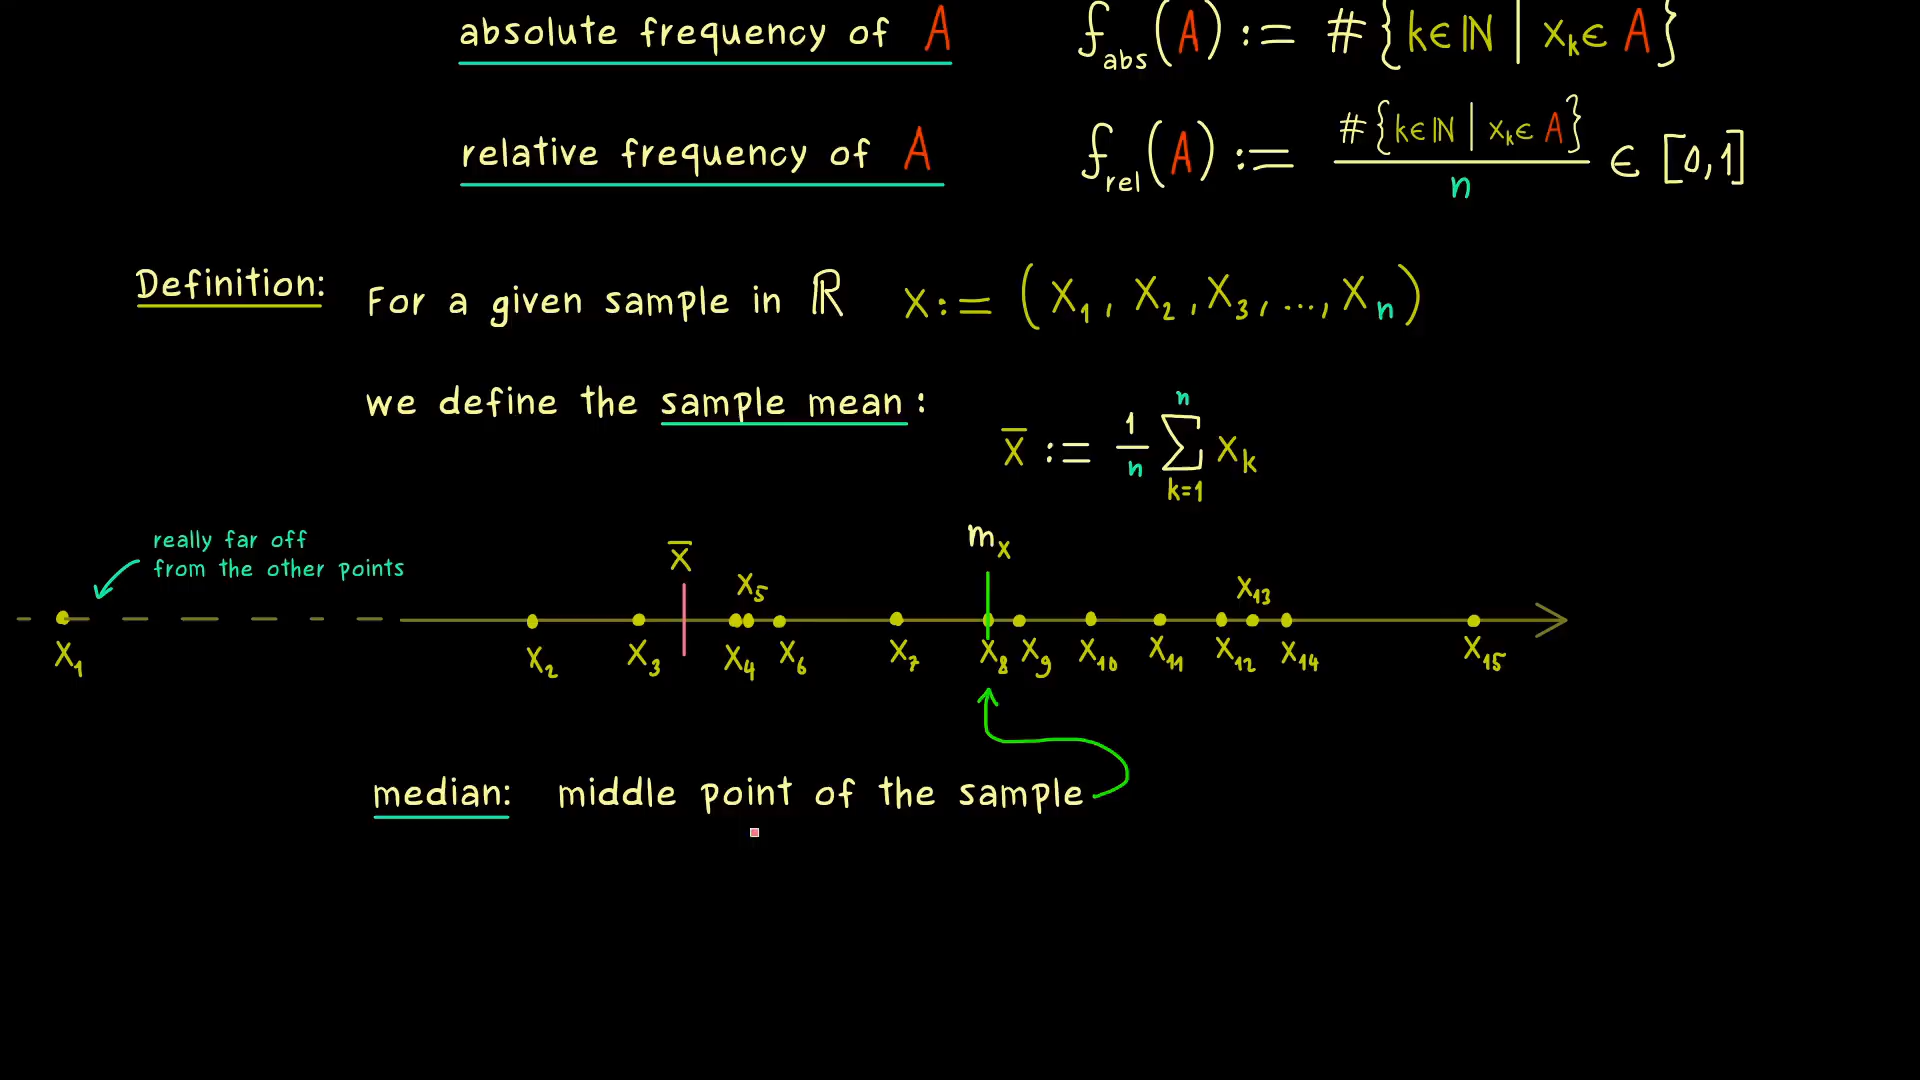 absolute frequency of A f_abs(A) := #{k∈ℕ | x_k∈ A}
relative frequency of A f_rel(A) := #{k∈ℕ | x_k∈ A} / n ∈ [0,1]
Definition: For a given sample in ℝ x := (x_1, x_2, x_3, ..., x_n)
we define the sample mean: x̄ := 1/n ∑_{k=1}^{n} x_k
really far off
from the other points
x̄ m_x
x_5 x_13
x_1 x_2 x_3 x_4 x_6 x_7 x_8 x_9 x_10 x_11 x_12 x_14 x_15
median: middle point of the sample